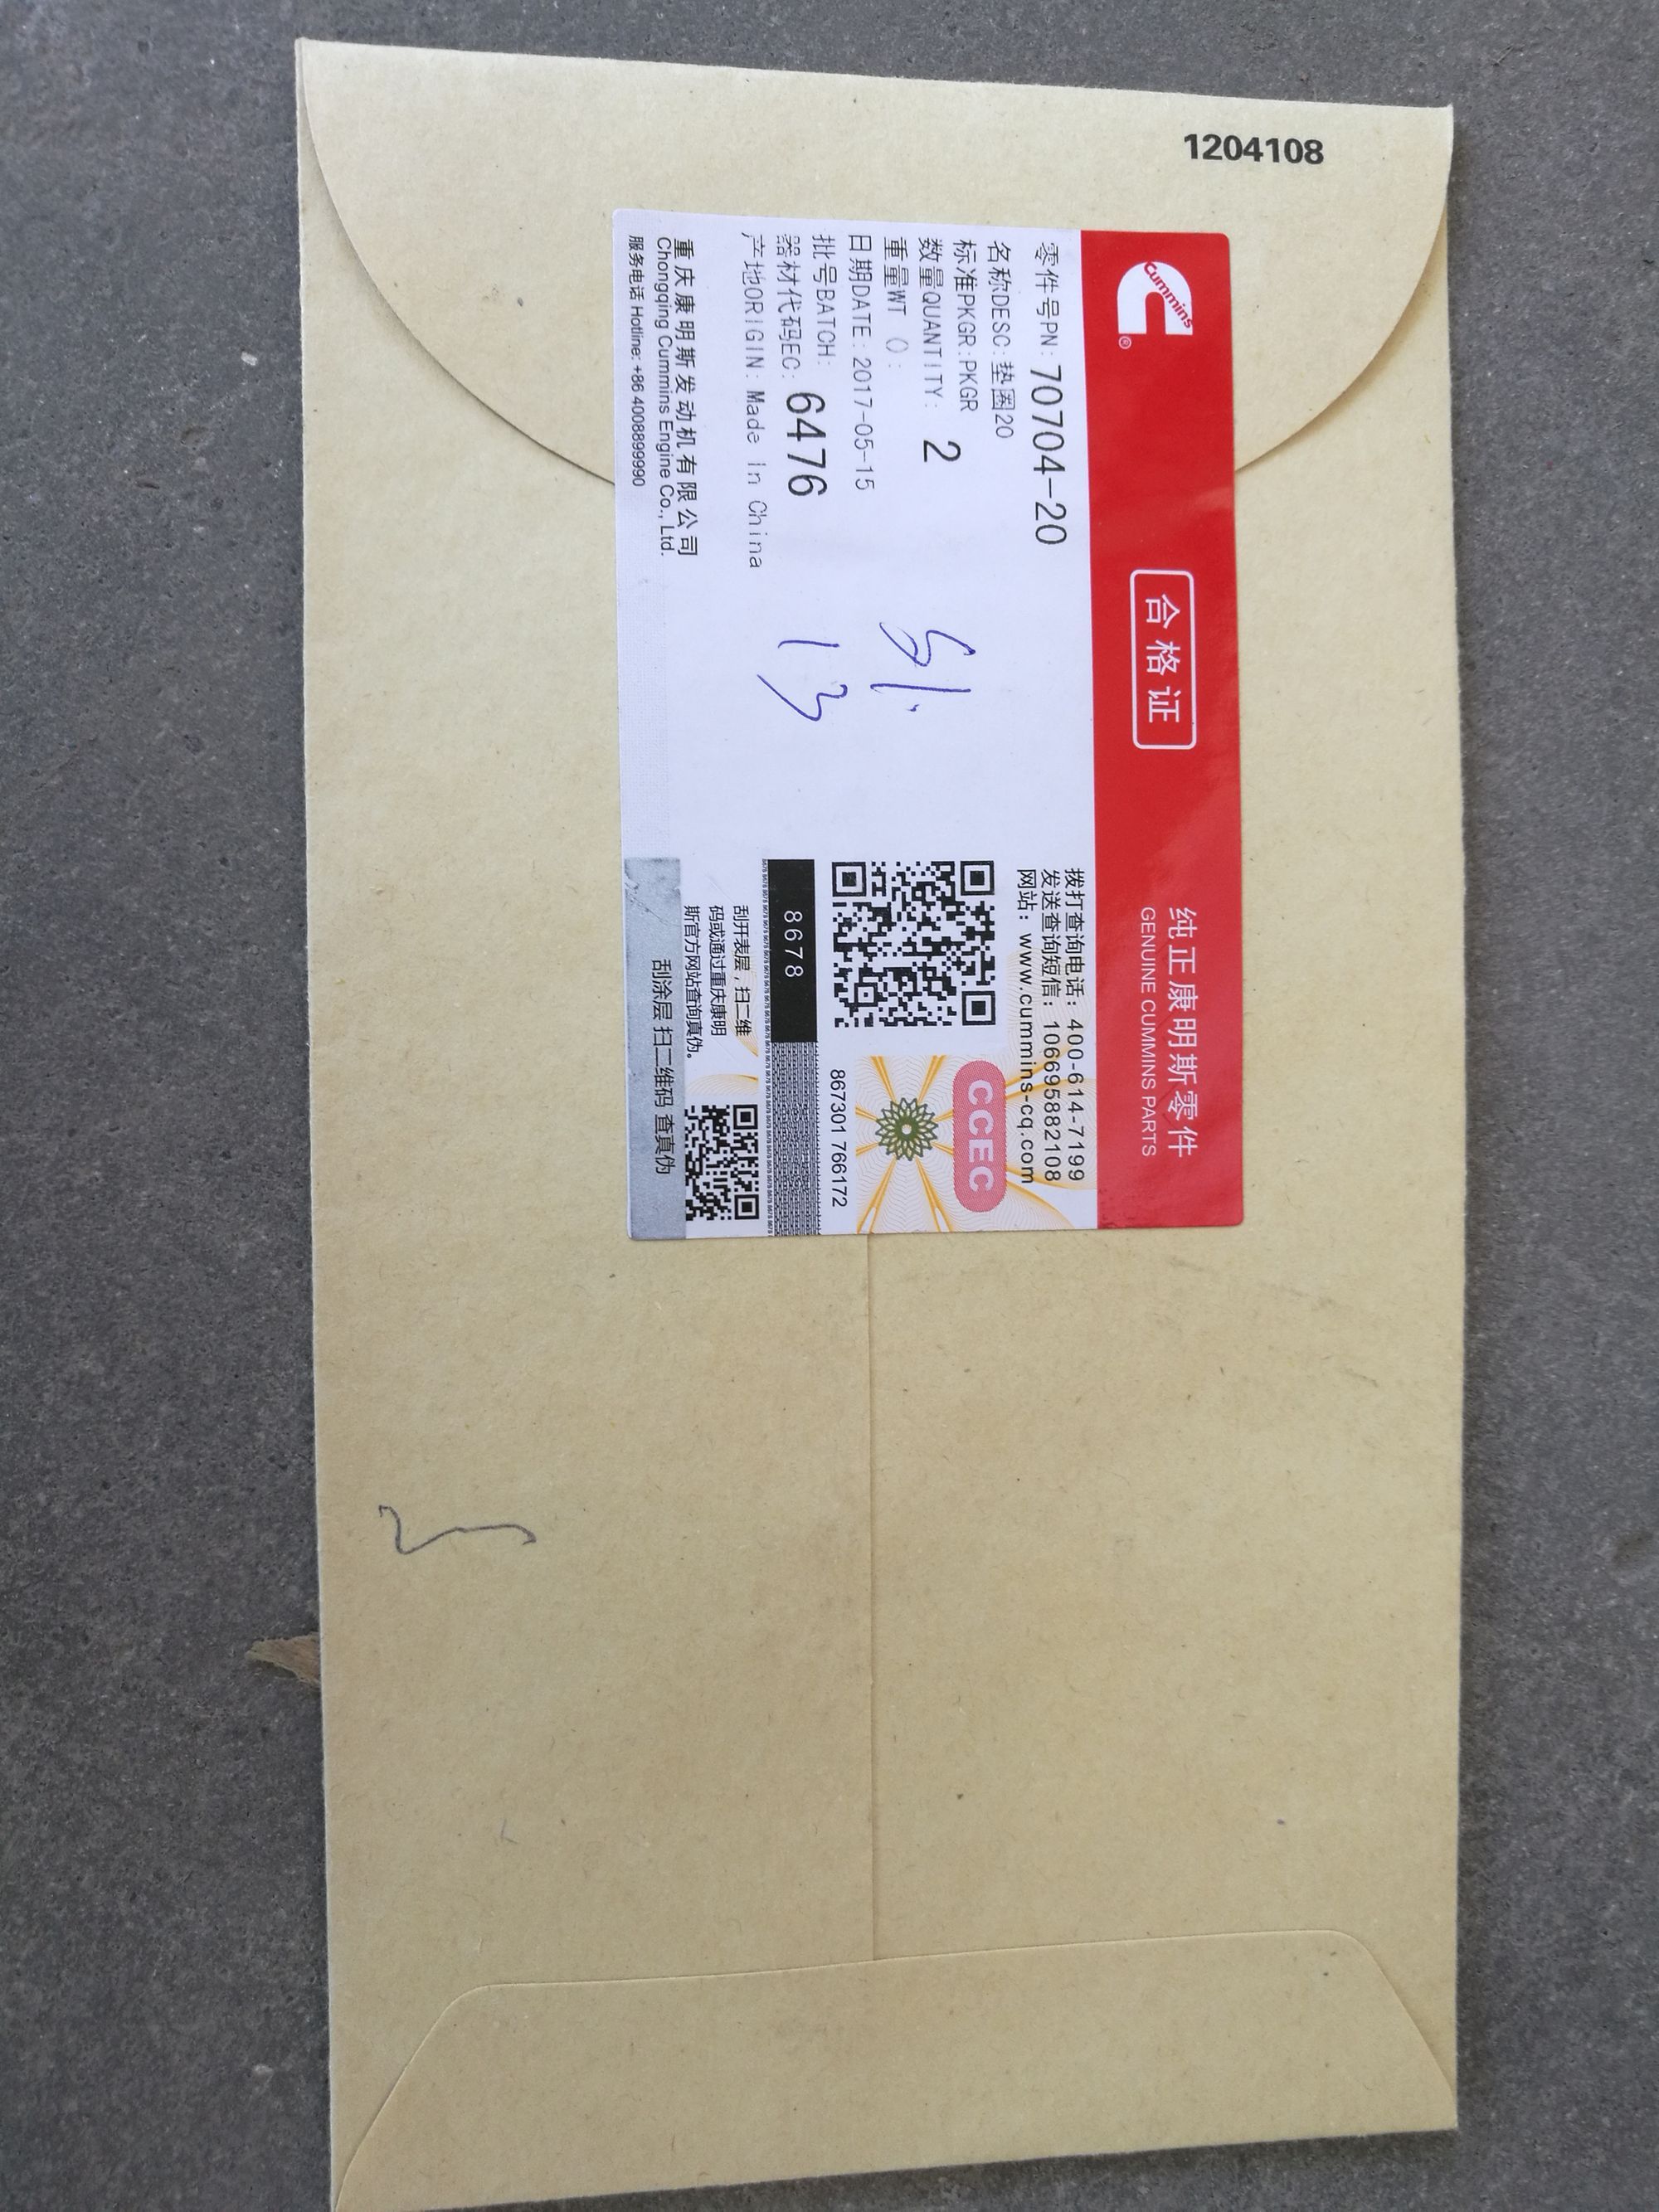 1204108
Cummins
®
合格证
纯正康明斯零件
GENUINE CUMMINS PARTS
零件号PN: 70704-20
名称DESC:垫圈20
标准PKGR:PKGR
数量QUANTITY: 2
重量WT 0:
日期DATE: 2017-05-15
批号BATCH:
器材代码EC: 6476
产地ORIGIN: Made In China
重庆康明斯发动机有限公司
Chongqing Cummins Engine Co., Ltd.
服务电话 Hotline: +86 4008899990
13
拨打查询电话: 400-614-7199
发送查询短信: 1066958882108
网站: www.cummins-cq.com
CCEC
867301 766172
8678
刮开表层,扫二维
码或通过重庆康明
斯官方网站查询真伪。
刮涂层 扫二维码 查真伪